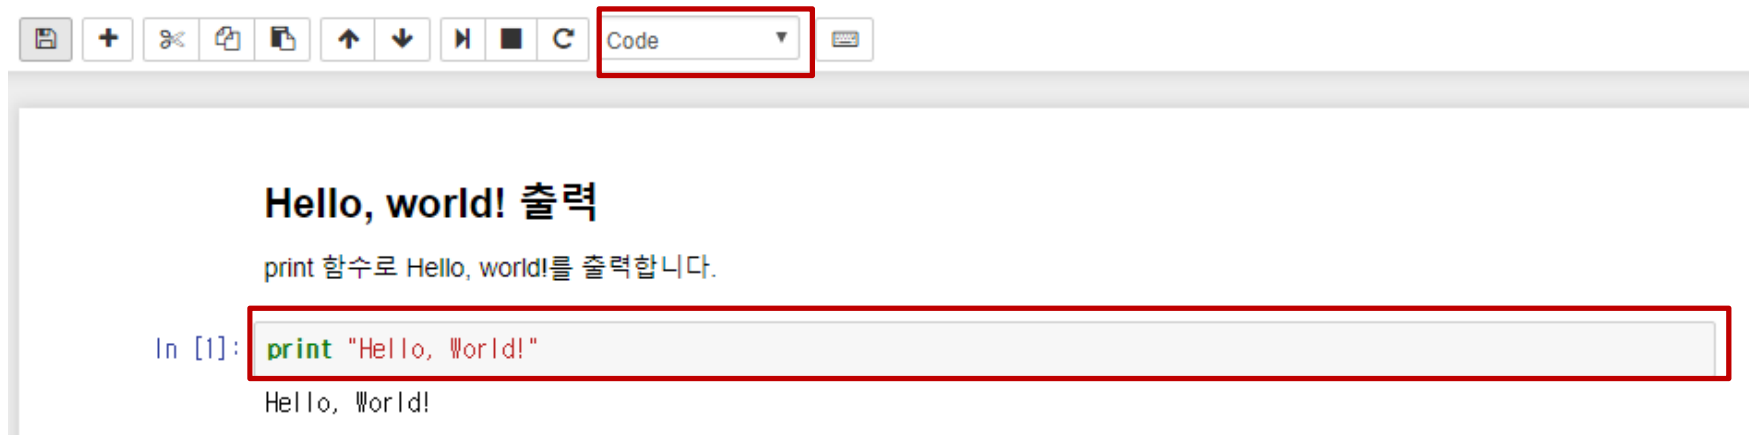 Code
Hello, world! 출력
print 함수로 Hello, world!를 출력합니다.
In [1]: print "Hello, World!"
Hello, World!